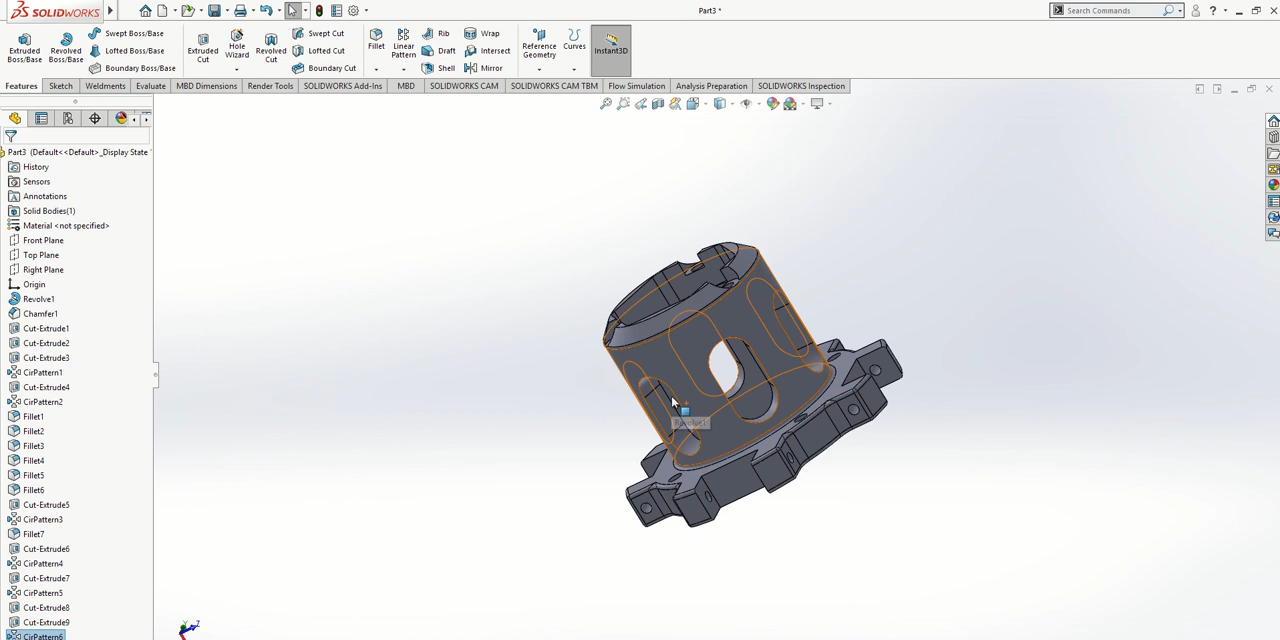 SOLIDWORKS
Part3 *
Search Commands
Extruded Boss/Base
Revolved Boss/Base
Swept Boss/Base
Lofted Boss/Base
Boundary Boss/Base
Extruded Cut
Hole Wizard
Revolved Cut
Swept Cut
Lofted Cut
Boundary Cut
Fillet
Linear Pattern
Rib
Draft
Shell
Wrap
Intersect
Mirror
Reference Geometry
Curves
Instant3D
Features
Sketch
Weldments
Evaluate
MBD Dimensions
Render Tools
SOLIDWORKS Add-Ins
MBD
SOLIDWORKS CAM
SOLIDWORKS CAM TBM
Flow Simulation
Analysis Preparation
SOLIDWORKS Inspection
Part3 (Default<<Default>_Display State
History
Sensors
Annotations
Solid Bodies(1)
Material <not specified>
Front Plane
Top Plane
Right Plane
Origin
Revolve1
Chamfer1
Cut-Extrude1
Cut-Extrude2
Cut-Extrude3
CirPattern1
Cut-Extrude4
CirPattern2
Fillet1
Fillet2
Fillet3
Fillet4
Fillet5
Fillet6
Cut-Extrude5
CirPattern3
Fillet7
Cut-Extrude6
CirPattern4
Cut-Extrude7
CirPattern5
Cut-Extrude8
Cut-Extrude9
CirPattern6
Revolve1